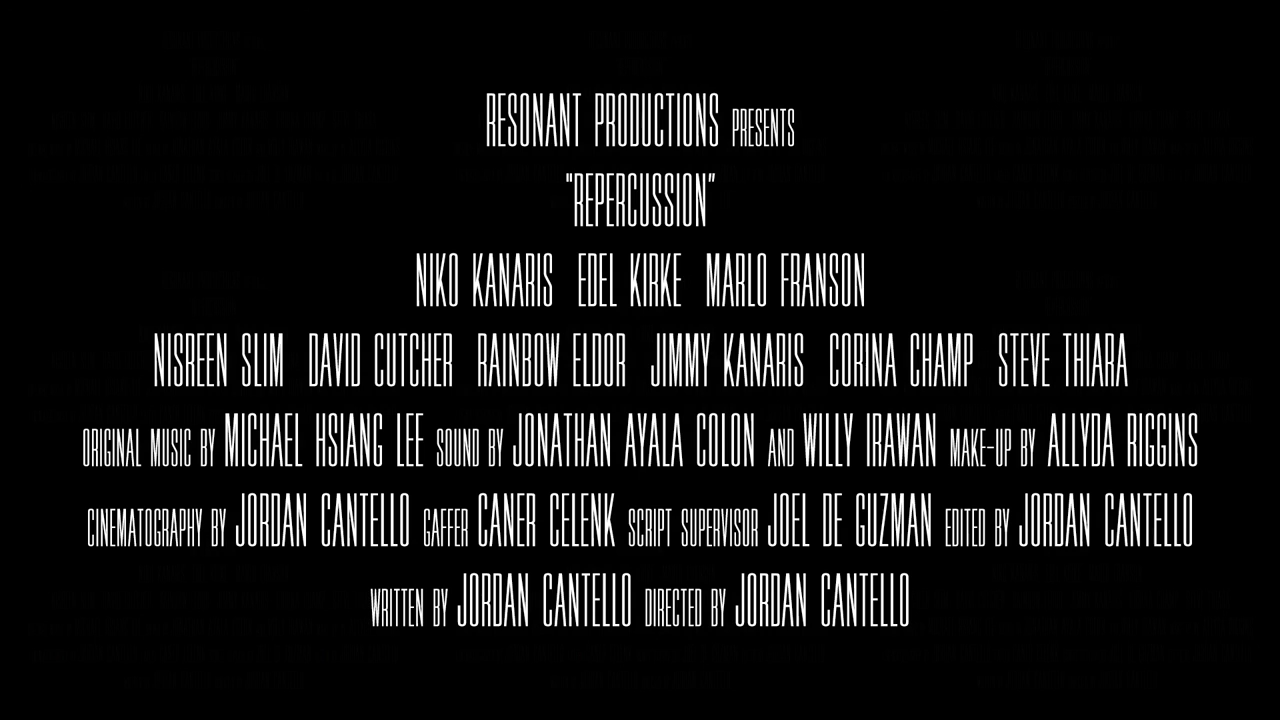 RESONANT PRODUCTIONS PRESENTS
"REPERCUSSION"
NIKO KANARIS EDEL KIRKE MARLO FRANSON
NISREEN SLIM DAVID CUTCHER RAINBOW ELDOR JIMMY KANARIS CORINA CHAMP STEVE THIARA
ORIGINAL MUSIC BY MICHAEL HSIANG LEE SOUND BY JONATHAN AYALA COLON AND WILLY IRAWAN MAKE-UP BY ALLYDA RIGGINS
CINEMATOGRAPHY BY JORDAN CANTELLO GAFFER CANER CELENK SCRIPT SUPERVISOR JOEL DE GUZMAN EDITED BY JORDAN CANTELLO
WRITTEN BY JORDAN CANTELLO DIRECTED BY JORDAN CANTELLO